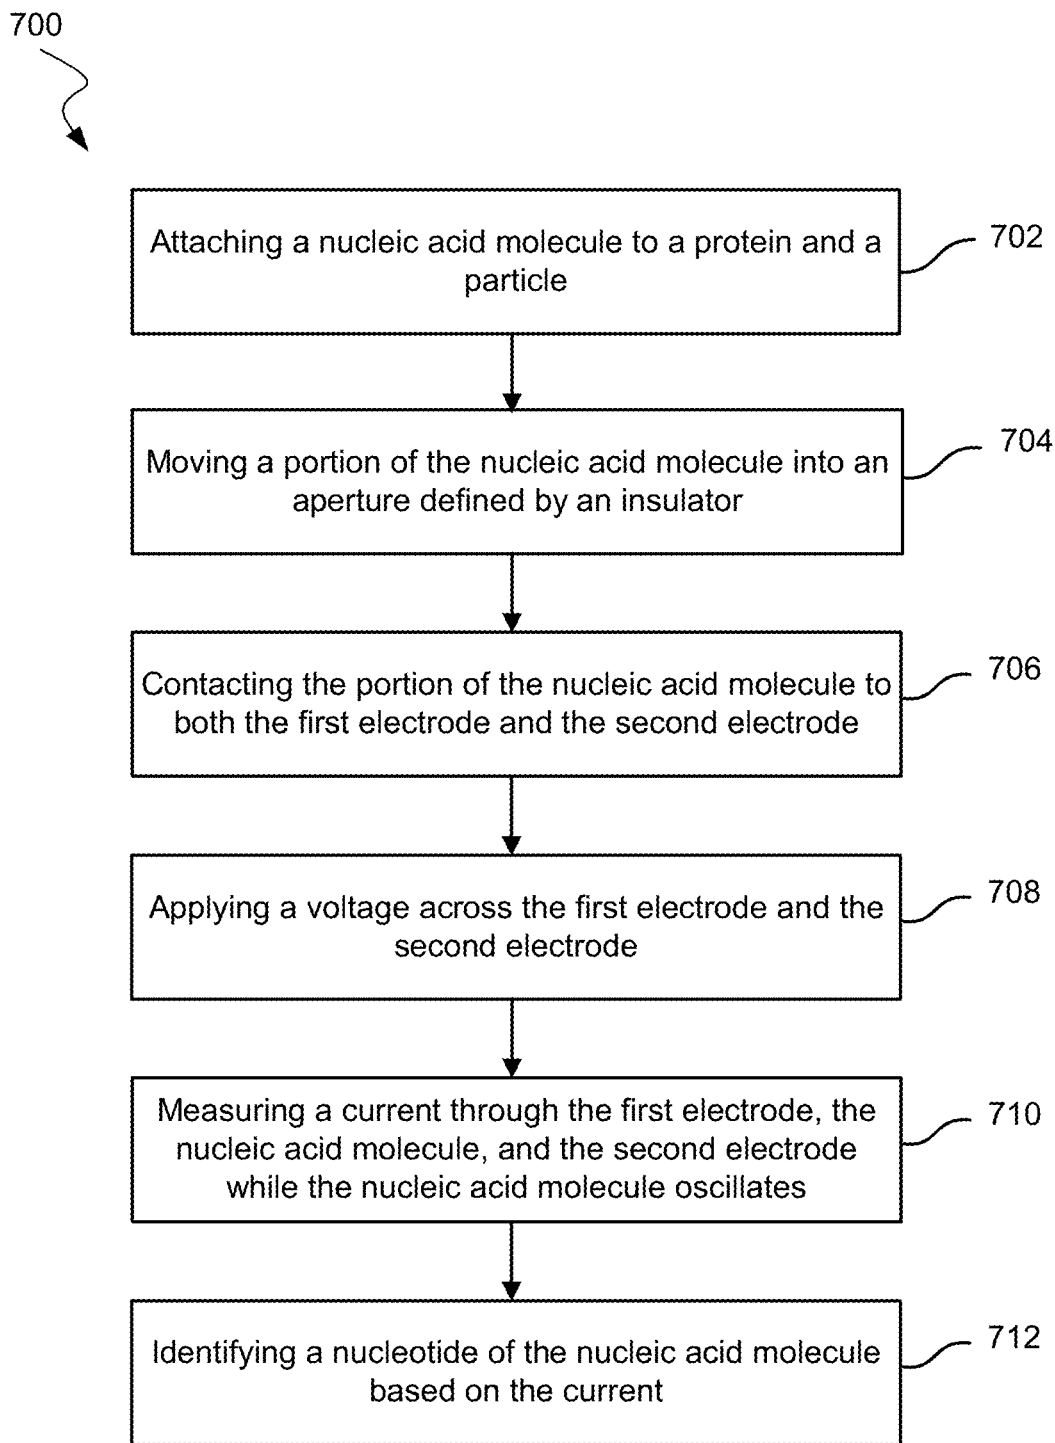 700
Attaching a nucleic acid molecule to a protein and a
particle
702
Moving a portion of the nucleic acid molecule into an
aperture defined by an insulator
704
Contacting the portion of the nucleic acid molecule to
both the first electrode and the second electrode
706
Applying a voltage across the first electrode and the
second electrode
708
Measuring a current through the first electrode, the
nucleic acid molecule, and the second electrode
while the nucleic acid molecule oscillates
710
Identifying a nucleotide of the nucleic acid molecule
based on the current
712